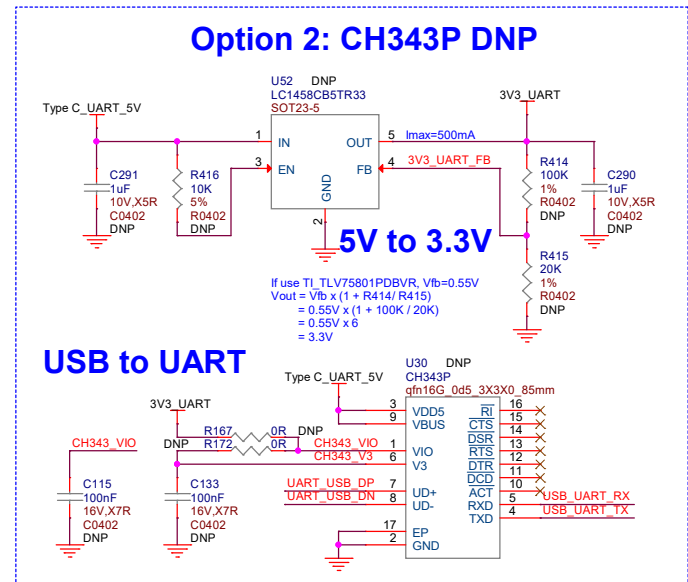 Option 2: CH343P DNP
U52 DNP
LC1458CB5TR33
SOT23-5
Type C_UART_5V
3V3_UART
1 IN
OUT 5 Imax=500mA
3 EN
FB 4 3V3_UART_FB
GND
2
C291
1uF
10V,X5R
C0402
DNP
R416
10K
5%
R0402
DNP
R414
100K
1%
R0402
DNP
C290
1uF
10V,X5R
C0402
DNP
5V to 3.3V
R415
20K
1%
R0402
DNP
If use TI_TLV75801PDBVR, Vfb=0.55V
Vout = Vfb x (1 + R414/ R415)
= 0.55V x (1 + 100K / 20K)
= 0.55V x 6
= 3.3V
USB to UART
U30 DNP
CH343P
qfn16G_0d5_3X3X0_85mm
Type C_UART_5V
3V3_UART
R167 0R DNP
DNP R172 0R
CH343_VIO
CH343_VIO
CH343_V3
UART_USB_DP
UART_USB_DN
3 VDD5
9 VBUS
1 VIO
6 V3
7 UD+
8 UD-
17 EP
2 GND
RI 16
CTS 15
DSR 14
RTS 13
DTR 12
DCD 11
ACT 10
RXD 5 USB_UART_RX
TXD 4 USB_UART_TX
C115
100nF
16V,X7R
C0402
DNP
C133
100nF
16V,X7R
C0402
DNP